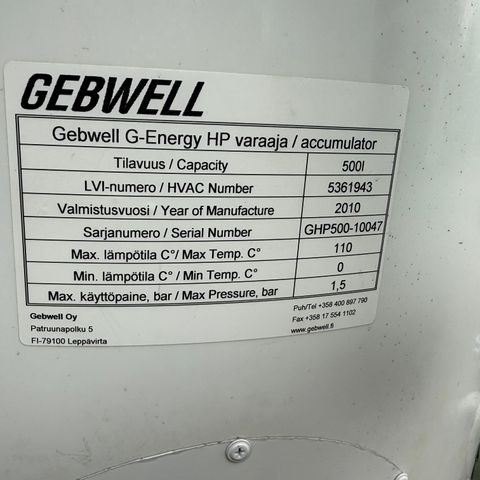 GEBWELL
Gebwell G-Energy HP varaaja / accumulator
Tilavuus / Capacity 500l
LVI-numero / HVAC Number 5361943
Valmistusvuosi / Year of Manufacture 2010
Sarjanumero / Serial Number GHP500-10047
Max. lämpötila C°/ Max Temp. C° 110
Min. lämpötila C° / Min Temp. C° 0
Max. käyttöpaine, bar / Max Pressure, bar 1,5
Gebwell Oy Puh/Tel +358 400 897 790
Patruunapolku 5 Fax +358 17 554 1102
FI-79100 Leppävirta www.gebwell.fi